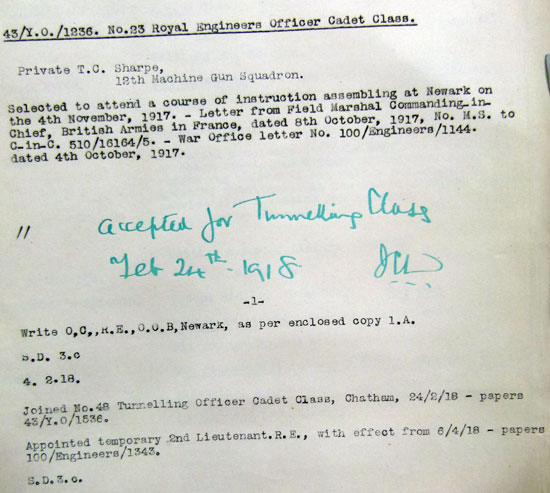 43/Y.O./1236. No.23 Royal Engineers Officer Cadet Class.
Private T.C. Sharpe,
12th Machine Gun Squadron.
Selected to attend a course of instruction assembling at Newark on
the 4th November, 1917. - Letter from Field Marshal Commanding-in-
Chief, British Armies in France, dated 8th October, 1917, No. M.S. to
C-in-C. 510/16164/5. - War Office letter No. 100/Engineers/1144.
dated 4th October, 1917.
" accepted for Tunnelling Class
Feb 24th - 1918
-1-
Write O,C,,R.E.,O.C.B,Newark, as per enclosed copy 1.A.
S.D. 3.c
4. 2.18.
Joined No.48 Tunnelling Officer Cadet Class, Chatham, 24/2/18 - papers
43/Y.O/1536.
Appointed temporary 2nd Lieutenant.R.E., with effect from 6/4/18 - papers
100/Engineers/1343.
S.D.3.c.